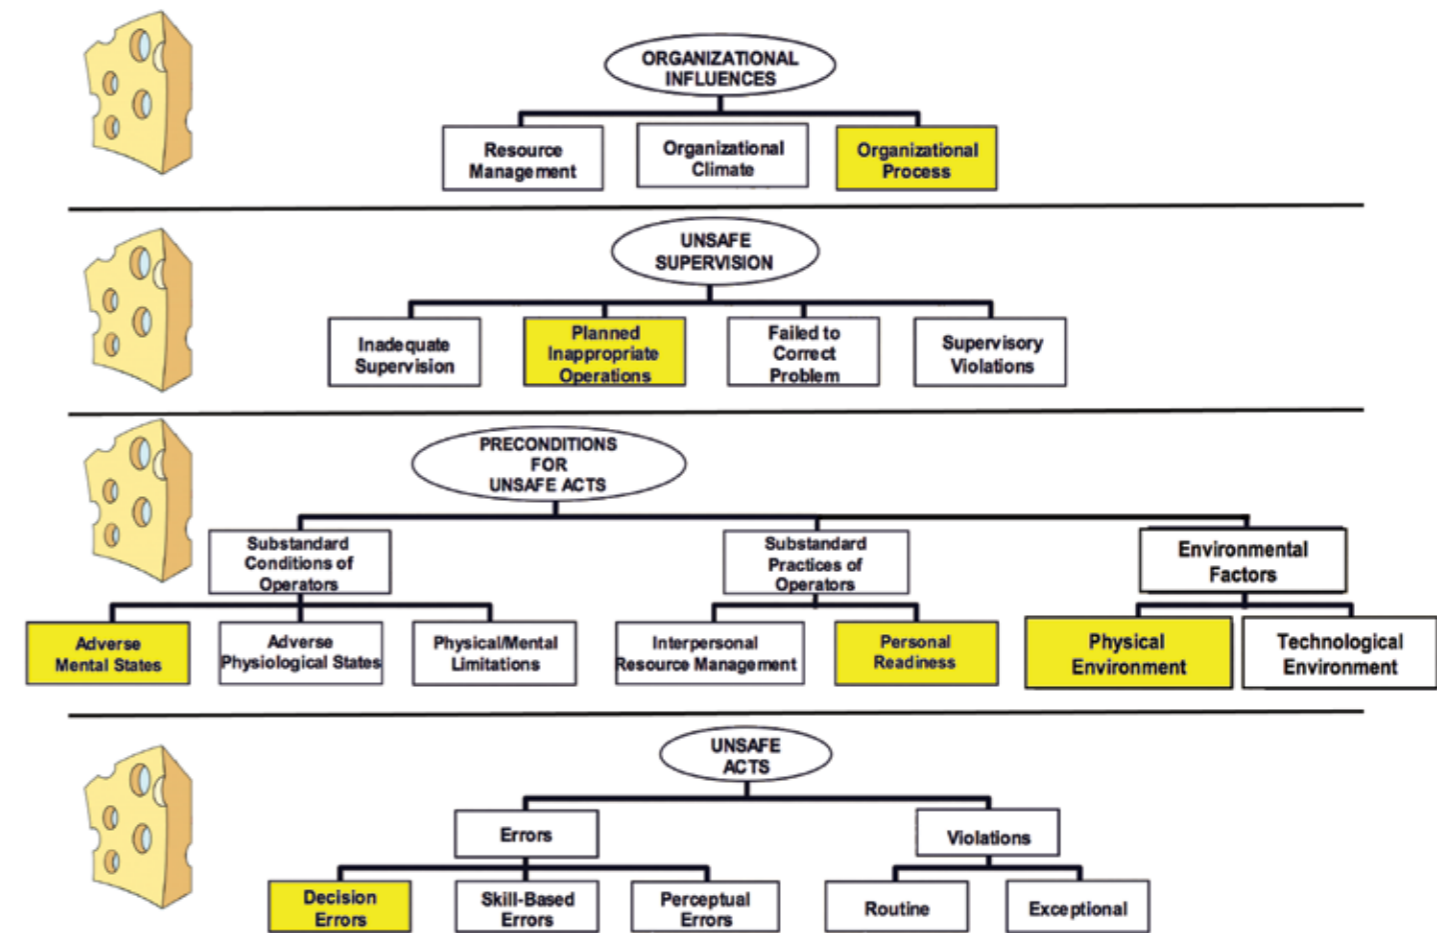 ORGANIZATIONAL
INFLUENCES
Resource
Management
Organizational
Climate
Organizational
Process
UNSAFE
SUPERVISION
Inadequate
Supervision
Planned
Inappropriate
Operations
Failed to
Correct
Problem
Supervisory
Violations
PRECONDITIONS
FOR
UNSAFE ACTS
Substandard
Conditions of
Operators
Substandard
Practices of
Operators
Environmental
Factors
Adverse
Mental States
Adverse
Physiological States
Physical/Mental
Limitations
Interpersonal
Resource Management
Personal
Readiness
Physical
Environment
Technological
Environment
UNSAFE
ACTS
Errors
Violations
Decision
Errors
Skill-Based
Errors
Perceptual
Errors
Routine
Exceptional